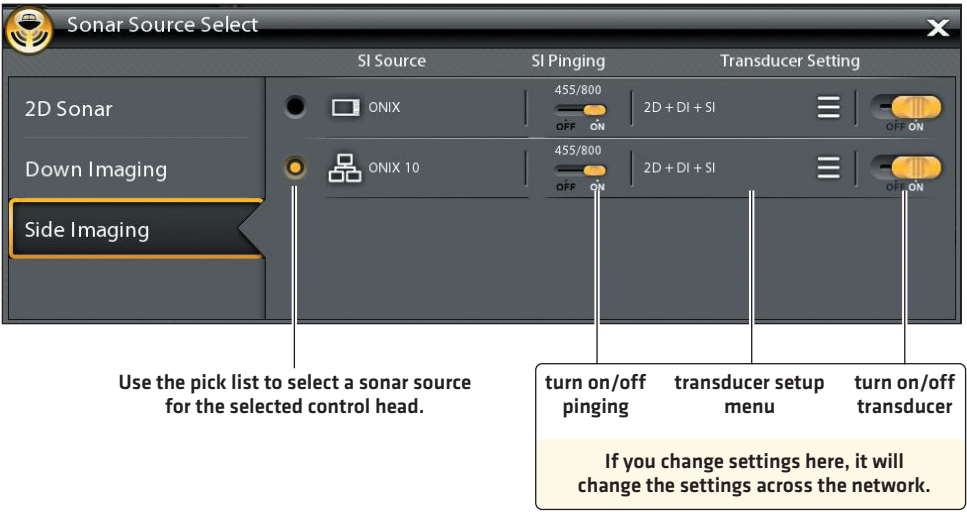 Sonar Source Select
SI Source SI Pinging Transducer Setting
2D Sonar
ONIX
455/800
OFF ON
2D + DI + SI
OFF ON
Down Imaging
ONIX 10
455/800
OFF ON
2D + DI + SI
OFF ON
Side Imaging
Use the pick list to select a sonar source
for the selected control head.
turn on/off
pinging
transducer setup
menu
turn on/off
transducer
If you change settings here, it will
change the settings across the network.